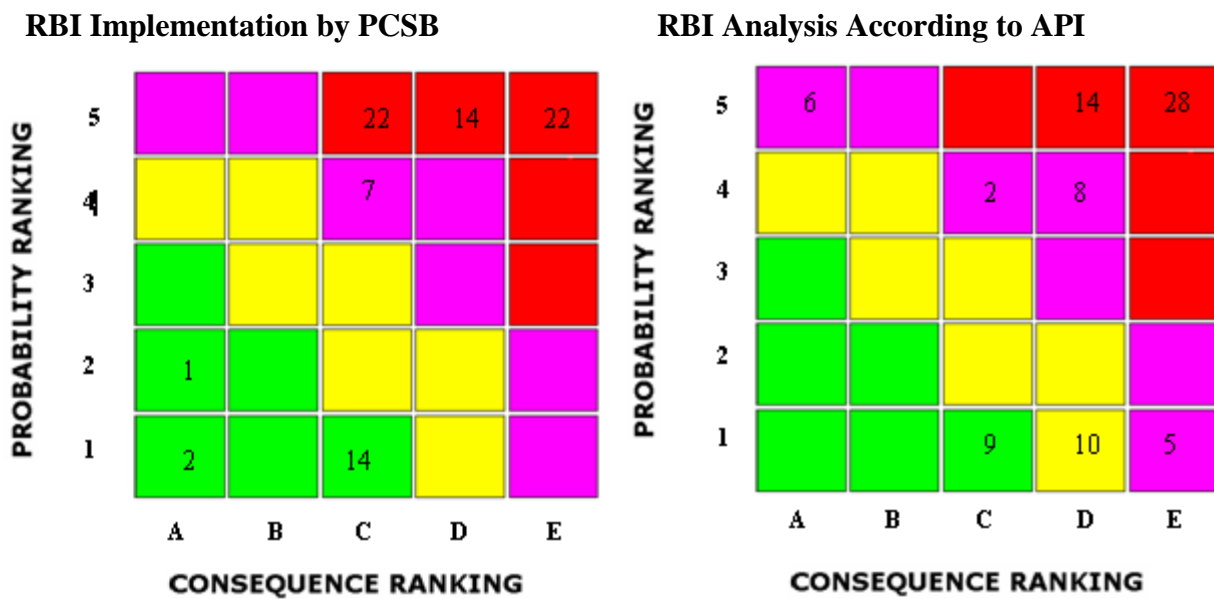 RBI Implementation by PCSB
RBI Analysis According to API
PROBABILITY RANKING
5 22 14 22
4 7
3
2 1
1 2 14
A B C D E
CONSEQUENCE RANKING
PROBABILITY RANKING
5 6 14 28
4 2 8
3
2
1 9 10 5
A B C D E
CONSEQUENCE RANKING